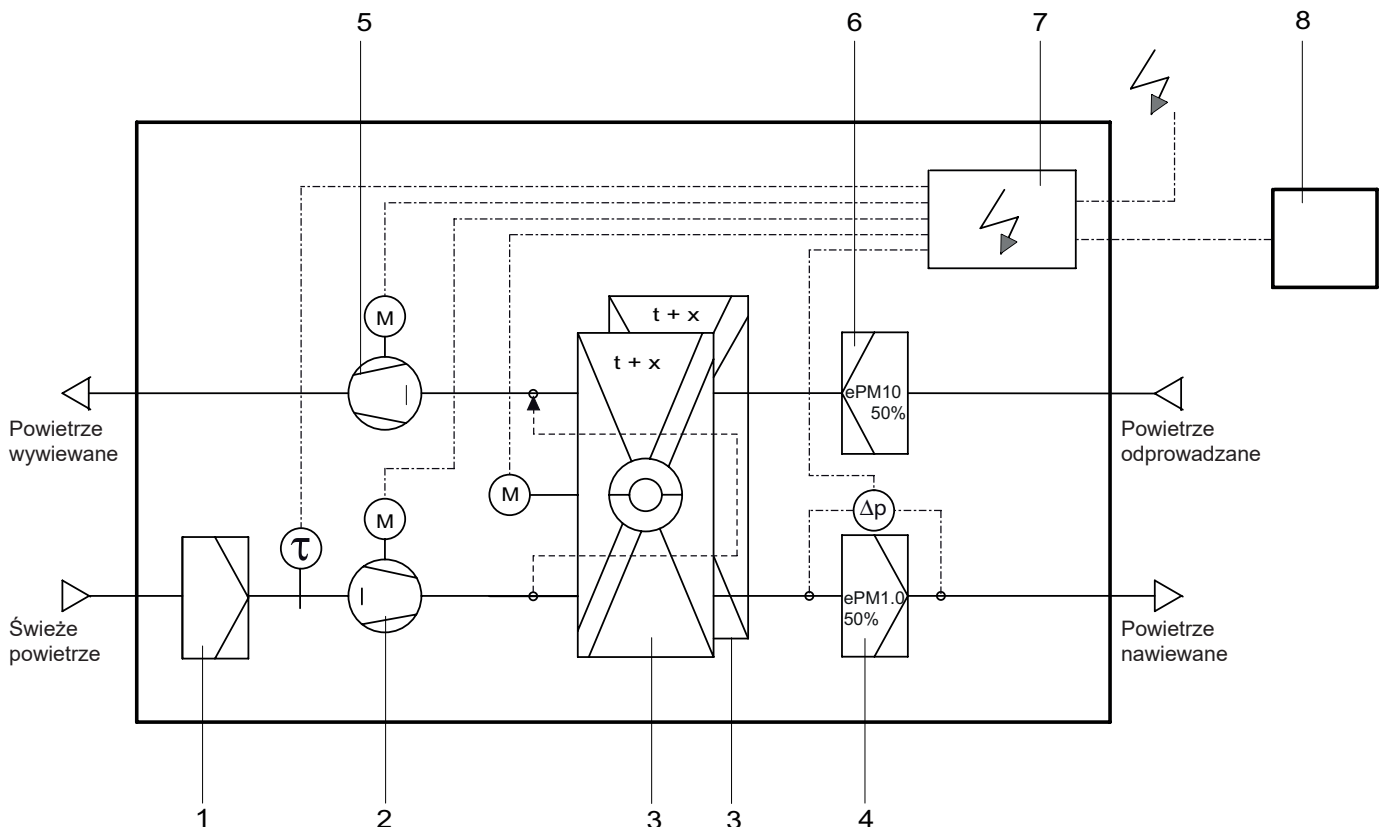 5
6
7
8
t + x
t + x
M
ePM10
50%
Powietrze
wywiewane
Powietrze
odprowadzane
M
M
Δp
τ
ePM1.0
50%
Świeże
powietrze
Powietrze
nawiewane
1
2
3
3
4